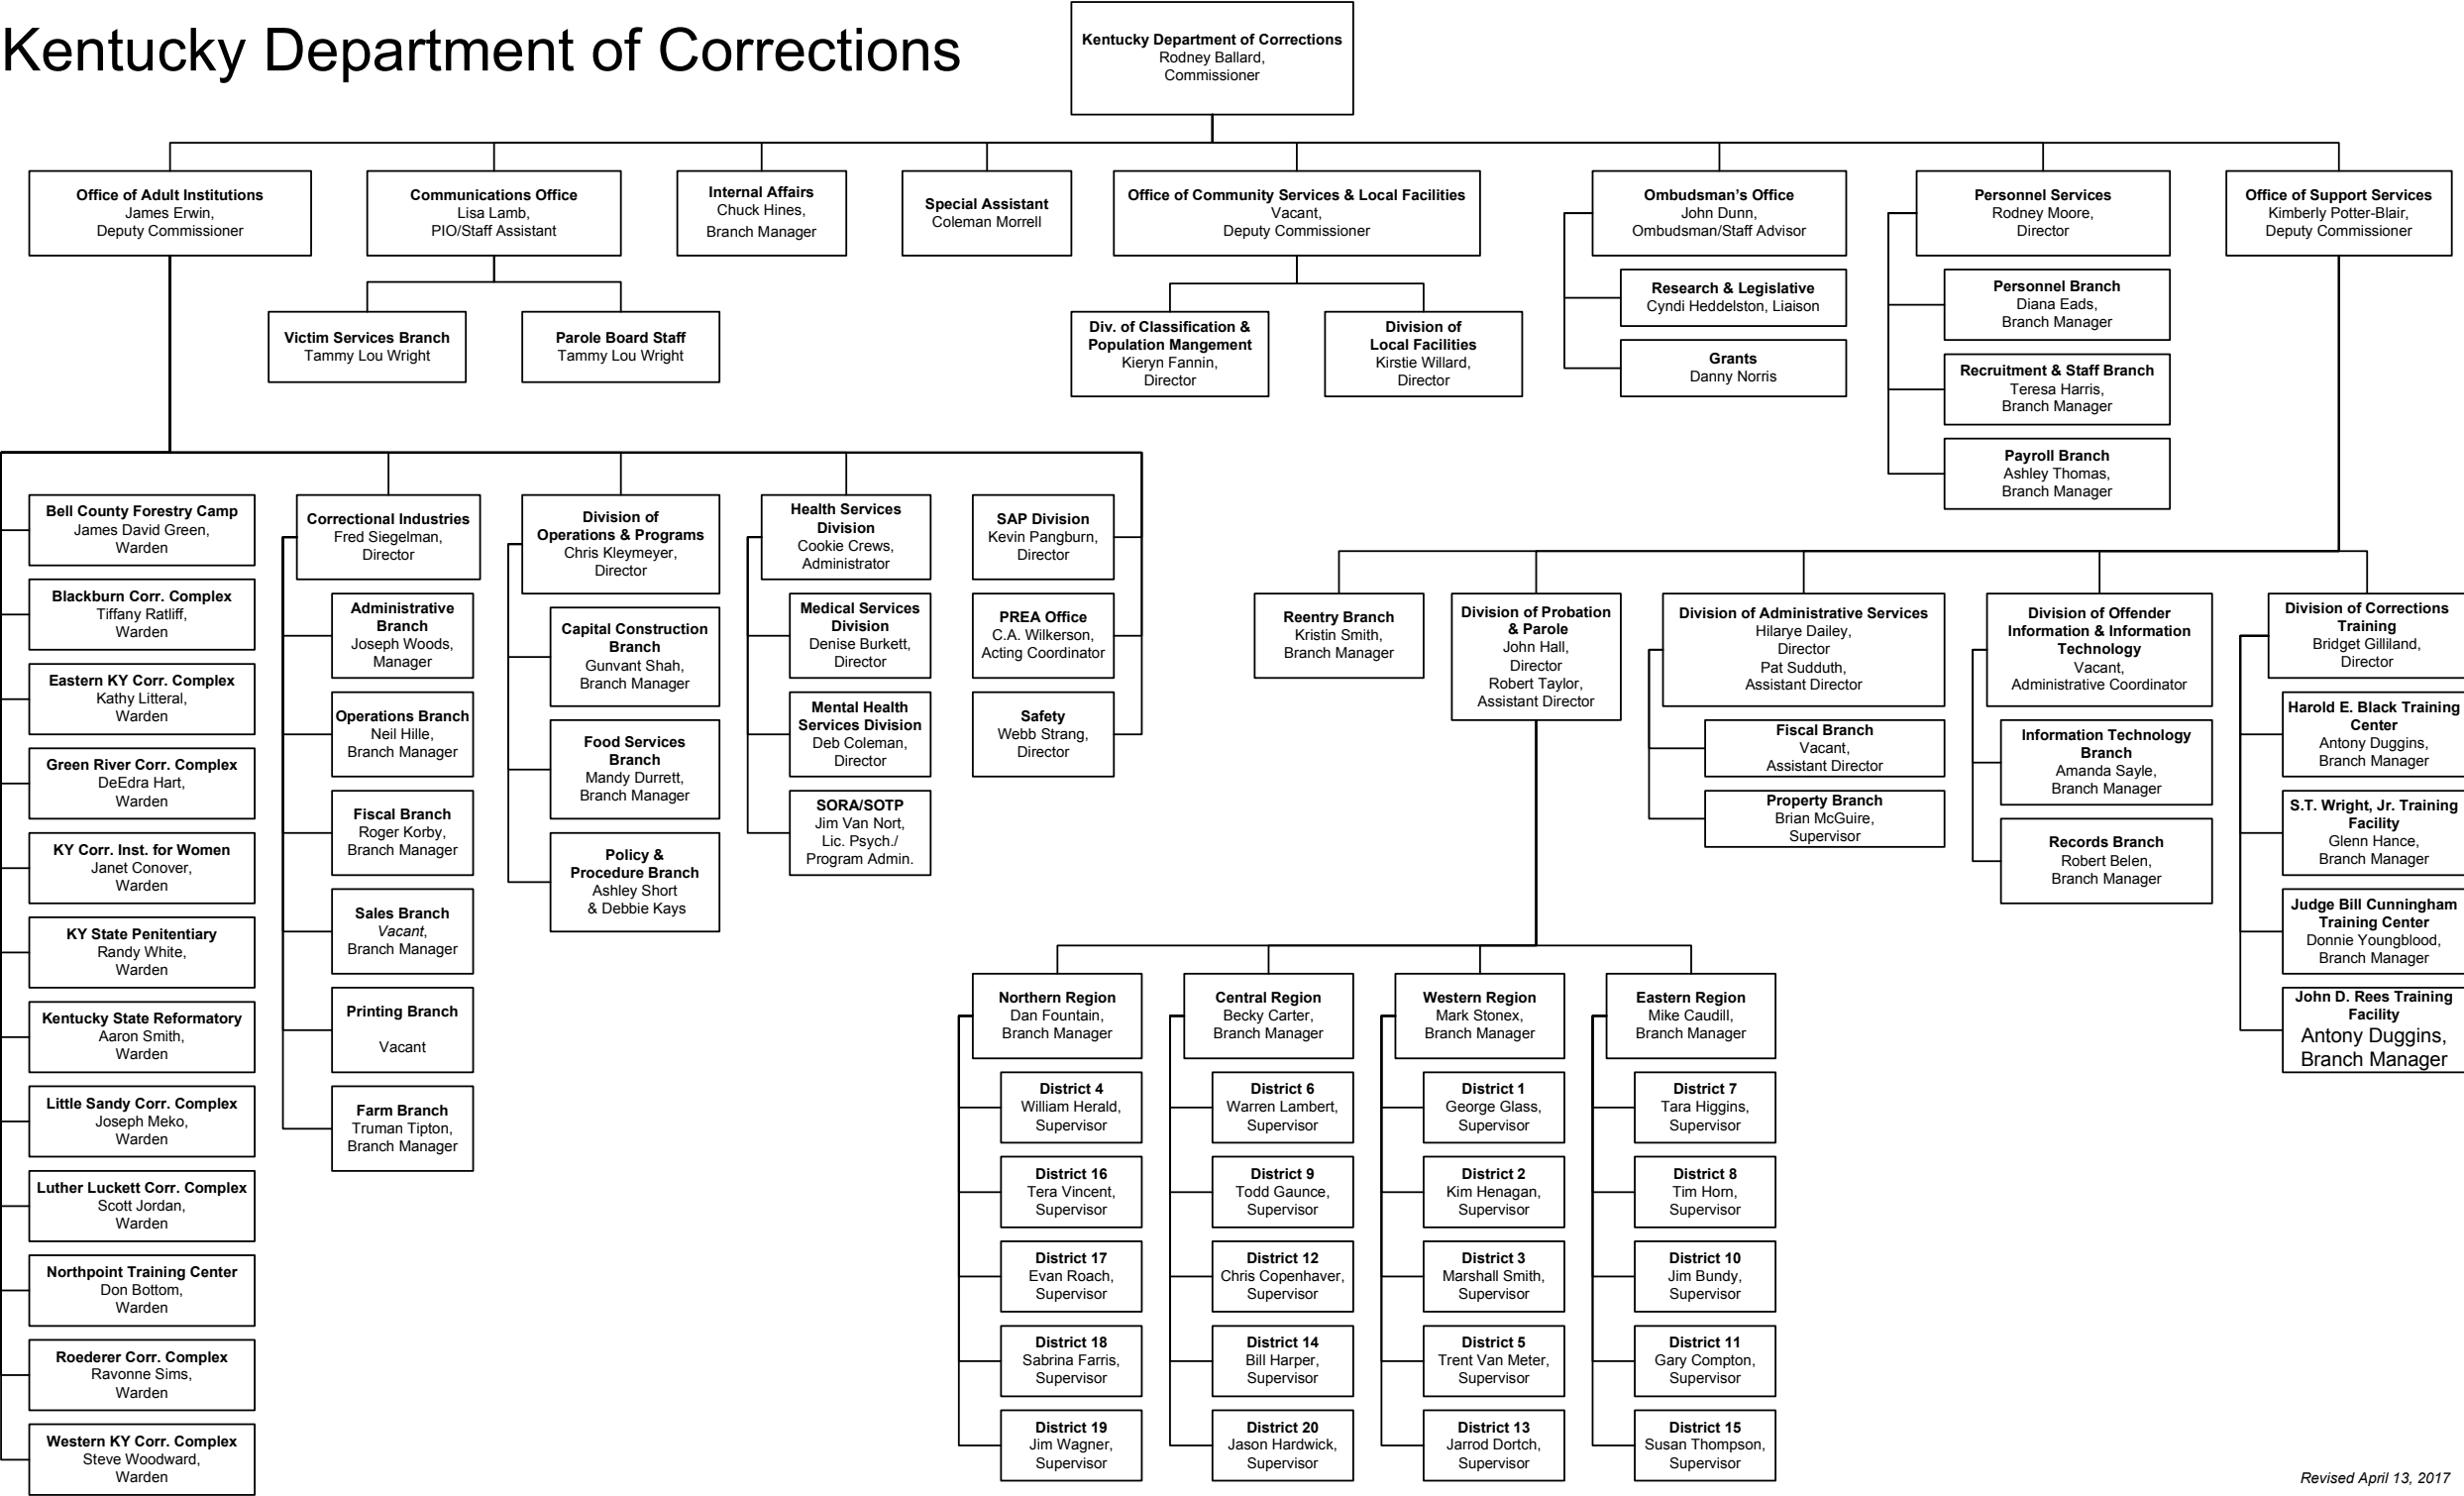 Kentucky Department of Corrections
Kentucky Department of Corrections
Rodney Ballard,
Commissioner
Office of Adult Institutions
James Erwin,
Deputy Commissioner
Communications Office
Lisa Lamb,
PIO/Staff Assistant
Internal Affairs
Chuck Hines,
Branch Manager
Special Assistant
Coleman Morrell
Office of Community Services & Local Facilities
Vacant,
Deputy Commissioner
Ombudsman's Office
John Dunn,
Ombudsman/Staff Advisor
Personnel Services
Rodney Moore,
Director
Office of Support Services
Kimberly Potter-Blair,
Deputy Commissioner
Victim Services Branch
Tammy Lou Wright
Parole Board Staff
Tammy Lou Wright
Div. of Classification &
Population Mangement
Kieryn Fannin,
Director
Division of
Local Facilities
Kirstie Willard,
Director
Research & Legislative
Cyndi Heddelston, Liaison
Grants
Danny Norris
Personnel Branch
Diana Eads,
Branch Manager
Recruitment & Staff Branch
Teresa Harris,
Branch Manager
Payroll Branch
Ashley Thomas,
Branch Manager
Bell County Forestry Camp
James David Green,
Warden
Blackburn Corr. Complex
Tiffany Ratliff,
Warden
Eastern KY Corr. Complex
Kathy Litteral,
Warden
Green River Corr. Complex
DeEdra Hart,
Warden
KY Corr. Inst. for Women
Janet Conover,
Warden
KY State Penitentiary
Randy White,
Warden
Kentucky State Reformatory
Aaron Smith,
Warden
Little Sandy Corr. Complex
Joseph Meko,
Warden
Luther Luckett Corr. Complex
Scott Jordan,
Warden
Northpoint Training Center
Don Bottom,
Warden
Roederer Corr. Complex
Ravonne Sims,
Warden
Western KY Corr. Complex
Steve Woodward,
Warden
Correctional Industries
Fred Siegelman,
Director
Administrative
Branch
Joseph Woods,
Manager
Operations Branch
Neil Hille,
Branch Manager
Fiscal Branch
Roger Korby,
Branch Manager
Sales Branch
Vacant,
Branch Manager
Printing Branch
Vacant
Farm Branch
Truman Tipton,
Branch Manager
Division of
Operations & Programs
Chris Kleymeyer,
Director
Capital Construction
Branch
Gunvant Shah,
Branch Manager
Food Services
Branch
Mandy Durrett,
Branch Manager
Policy &
Procedure Branch
Ashley Short
& Debbie Kays
Health Services
Division
Cookie Crews,
Administrator
Medical Services
Division
Denise Burkett,
Director
Mental Health
Services Division
Deb Coleman,
Director
SORA/SOTP
Jim Van Nort,
Lic. Psych./
Program Admin.
SAP Division
Kevin Pangburn,
Director
PREA Office
C.A. Wilkerson,
Acting Coordinator
Safety
Webb Strang,
Director
Reentry Branch
Kristin Smith,
Branch Manager
Division of Probation
& Parole
John Hall,
Director
Robert Taylor,
Assistant Director
Division of Administrative Services
Hilarye Dailey,
Director
Pat Sudduth,
Assistant Director
Fiscal Branch
Vacant,
Assistant Director
Property Branch
Brian McGuire,
Supervisor
Division of Offender
Information & Information
Technology
Vacant,
Administrative Coordinator
Information Technology
Branch
Amanda Sayle,
Branch Manager
Records Branch
Robert Belen,
Branch Manager
Division of Corrections
Training
Bridget Gilliland,
Director
Harold E. Black Training
Center
Antony Duggins,
Branch Manager
S.T. Wright, Jr. Training
Facility
Glenn Hance,
Branch Manager
Judge Bill Cunningham
Training Center
Donnie Youngblood,
Branch Manager
John D. Rees Training
Facility
Antony Duggins,
Branch Manager
Northern Region
Dan Fountain,
Branch Manager
District 4
William Herald,
Supervisor
District 16
Tera Vincent,
Supervisor
District 17
Evan Roach,
Supervisor
District 18
Sabrina Farris,
Supervisor
District 19
Jim Wagner,
Supervisor
Central Region
Becky Carter,
Branch Manager
District 6
Warren Lambert,
Supervisor
District 9
Todd Gaunce,
Supervisor
District 12
Chris Copenhaver,
Supervisor
District 14
Bill Harper,
Supervisor
District 20
Jason Hardwick,
Supervisor
Western Region
Mark Stonex,
Branch Manager
District 1
George Glass,
Supervisor
District 2
Kim Henagan,
Supervisor
District 3
Marshall Smith,
Supervisor
District 5
Trent Van Meter,
Supervisor
District 13
Jarrod Dortch,
Supervisor
Eastern Region
Mike Caudill,
Branch Manager
District 7
Tara Higgins,
Supervisor
District 8
Tim Horn,
Supervisor
District 10
Jim Bundy,
Supervisor
District 11
Gary Compton,
Supervisor
District 15
Susan Thompson,
Supervisor
Revised April 13, 2017